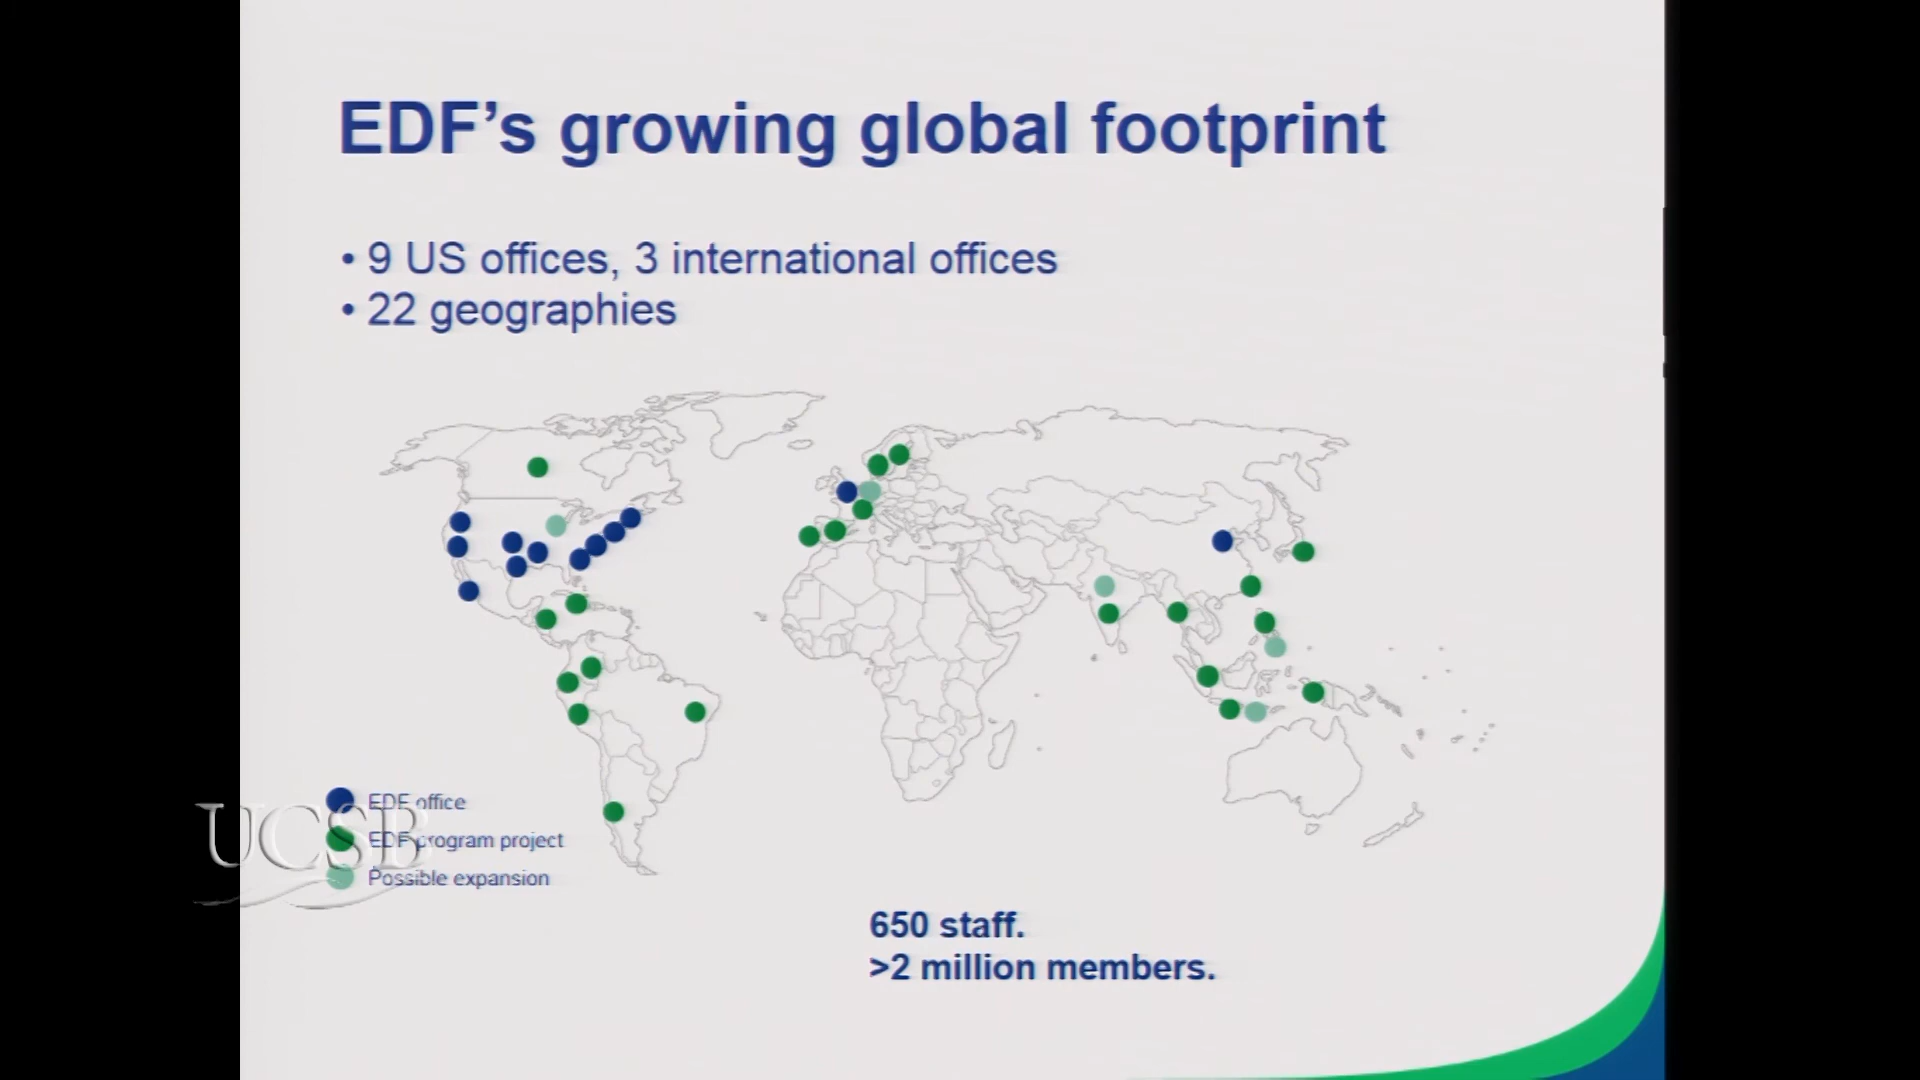 EDF's growing global footprint
• 9 US offices, 3 international offices
• 22 geographies
EDF office
EDF program project
Possible expansion
UCSB
650 staff.
>2 million members.